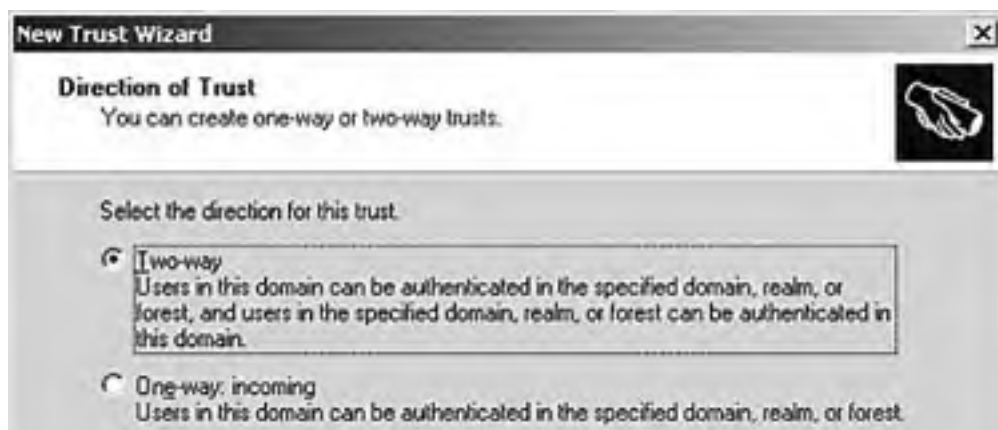 New Trust Wizard
Direction of Trust
You can create one-way or two-way trusts.
Select the direction for this trust.
Two-way
Users in this domain can be authenticated in the specified domain, realm, or
forest, and users in the specified domain, realm, or forest can be authenticated in
this domain.
One-way: incoming
Users in this domain can be authenticated in the specified domain, realm, or forest.